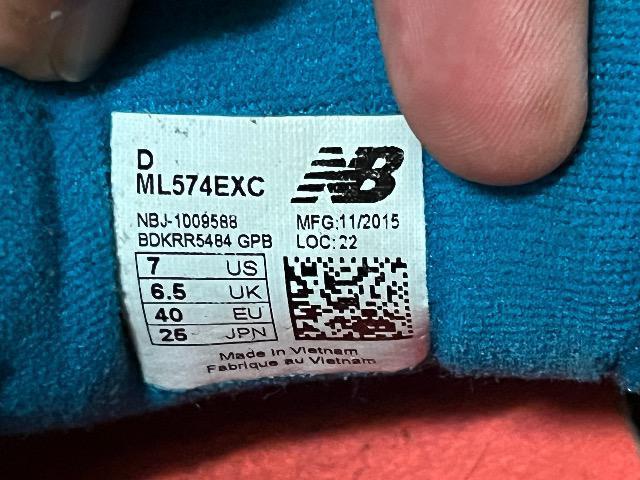 D
ML574EXC
NB
NBJ-1009588
MFG:11/2015
BDKRR5484 GPB
LOC:22
7 US
6.5 UK
40 EU
25 JPN
Made in Vietnam
Fabrique au Vietnam